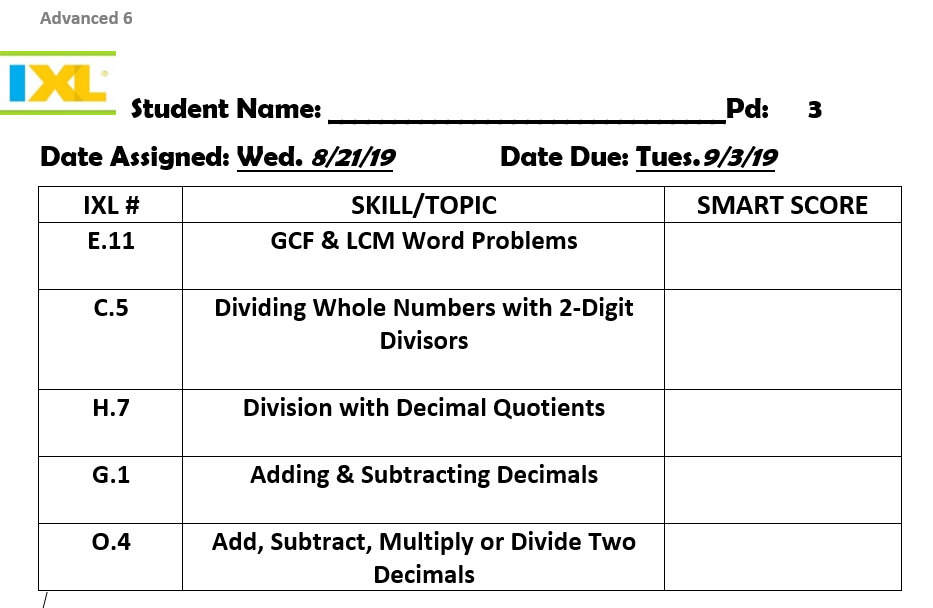 Advanced 6
IXL®
Student Name: ______________________________Pd: 3
Date Assigned: Wed. 8/21/19 Date Due: Tues. 9/3/19
IXL # SKILL/TOPIC SMART SCORE
E.11 GCF & LCM Word Problems
C.5 Dividing Whole Numbers with 2-Digit
Divisors
H.7 Division with Decimal Quotients
G.1 Adding & Subtracting Decimals
O.4 Add, Subtract, Multiply or Divide Two
Decimals
/